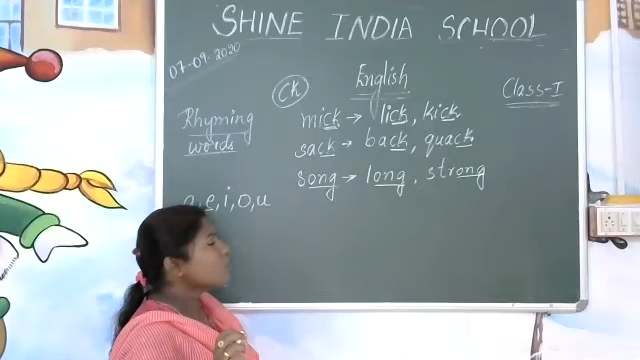 SHINE INDIA SCHOOL
07-09-2020
English
Class-I
CK
Rhyming
words
mick → lick, kick
sack → back, quack
song → long, strong
a, e, i, o, u